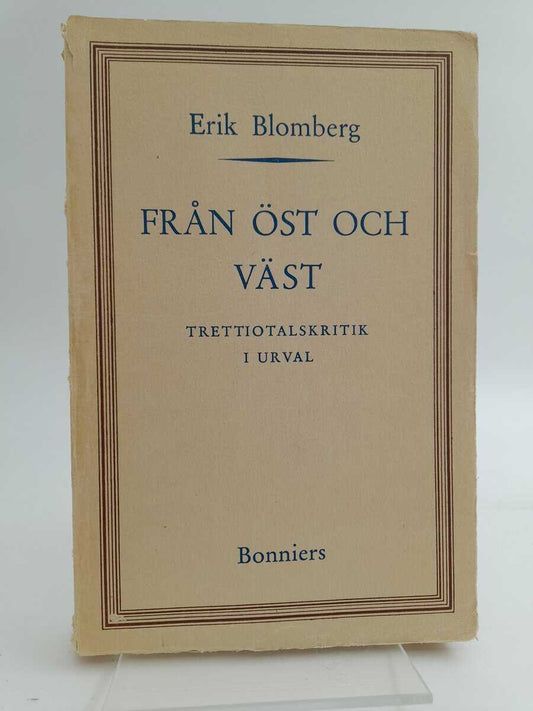 Erik Blomberg
FRÅN ÖST OCH
VÄST
TRETTIOTALSKRITIK
I URVAL
Bonniers